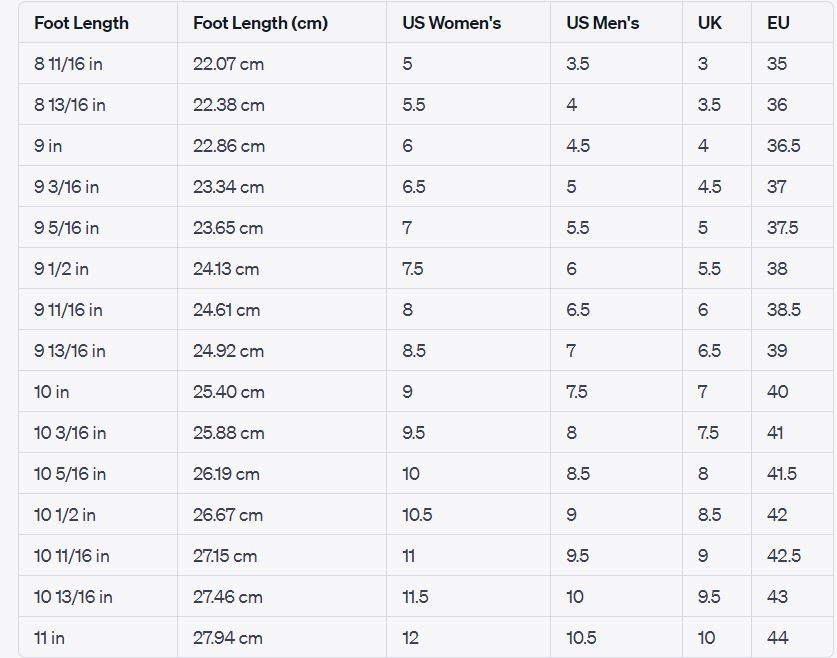 Foot Length Foot Length (cm) US Women's US Men's UK EU
8 11/16 in 22.07 cm 5 3.5 3 35
8 13/16 in 22.38 cm 5.5 4 3.5 36
9 in 22.86 cm 6 4.5 4 36.5
9 3/16 in 23.34 cm 6.5 5 4.5 37
9 5/16 in 23.65 cm 7 5.5 5 37.5
9 1/2 in 24.13 cm 7.5 6 5.5 38
9 11/16 in 24.61 cm 8 6.5 6 38.5
9 13/16 in 24.92 cm 8.5 7 6.5 39
10 in 25.40 cm 9 7.5 7 40
10 3/16 in 25.88 cm 9.5 8 7.5 41
10 5/16 in 26.19 cm 10 8.5 8 41.5
10 1/2 in 26.67 cm 10.5 9 8.5 42
10 11/16 in 27.15 cm 11 9.5 9 42.5
10 13/16 in 27.46 cm 11.5 10 9.5 43
11 in 27.94 cm 12 10.5 10 44